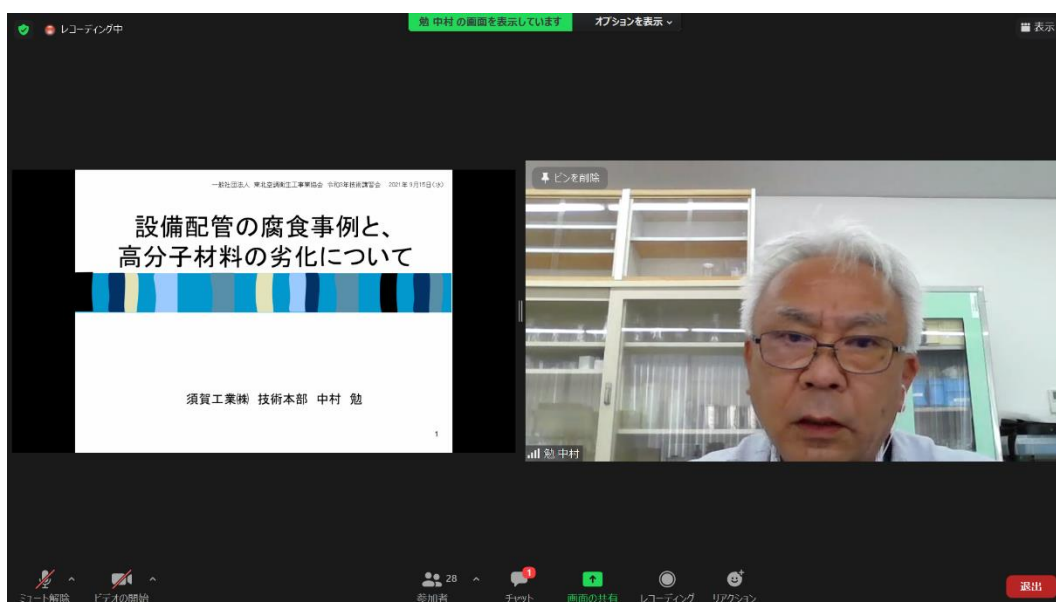 レコーディング中
勉 中村 の画面を表示しています
オプションを表示
表示
一般社団法人 東北空調衛生工事業協会 令和3年技術講習会 2021年9月15日(水)
設備配管の腐食事例と、
高分子材料の劣化について
須賀工業㈱ 技術本部 中村 勉
1
ピンを削除
勉 中村
ミュート解除
ビデオの開始
28
参加者
1
チャット
画面の共有
レコーディング
リアクション
退出